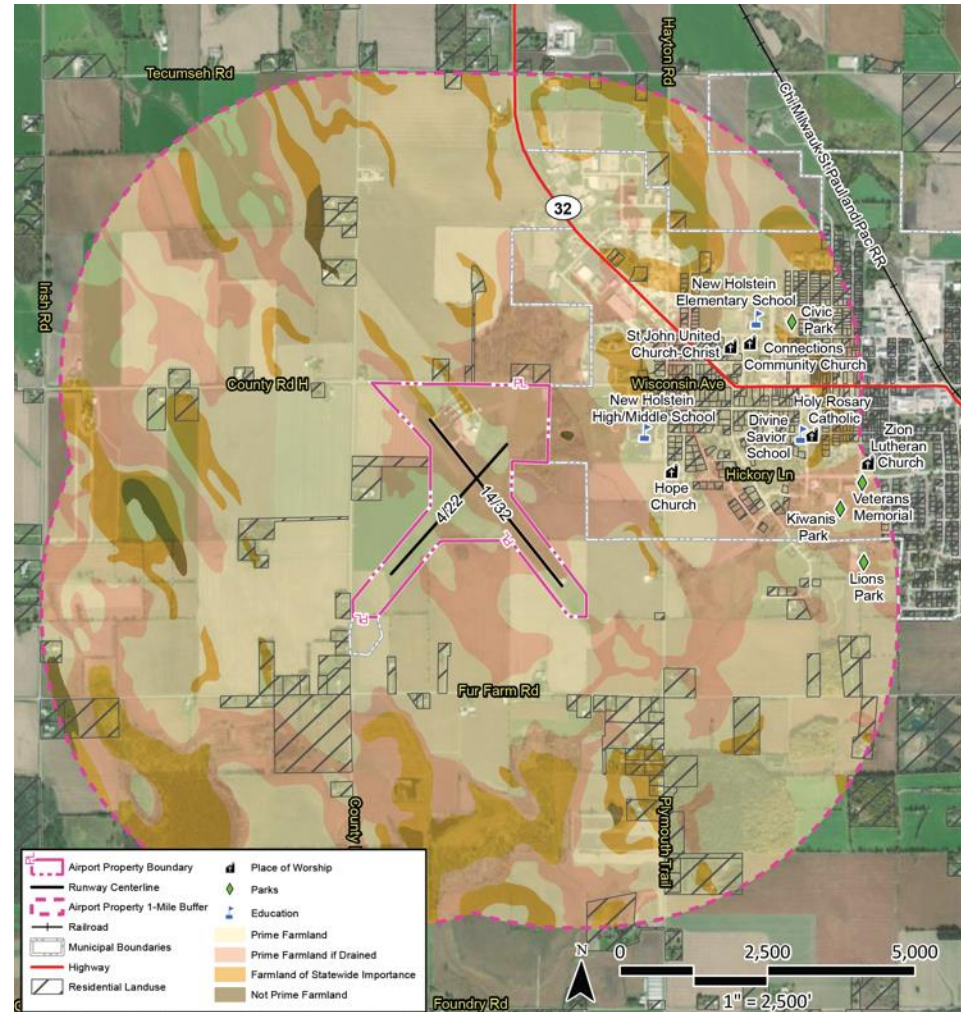 Tecumseh Rd
Hayton Rd
Chi Milwauk St Paul and Pac RR
32
Irish Rd
New Holstein
Elementary School
Civic
Park
St John United
Church-Christ
Connections
Community Church
County Rd H
PL
Wisconsin Ave
New Holstein
High/Middle School
Holy Rosary
Catholic
Divine
Savior
School
Zion
Lutheran
Church
Hickory Ln
Hope
Church
Veterans
Memorial
Kiwanis
Park
4/22
14/32
PL
Lions
Park
PL
Fur Farm Rd
County
Plymouth Trail
PL
Airport Property Boundary
Runway Centerline
Airport Property 1-Mile Buffer
Railroad
Municipal Boundaries
Highway
Residential Landuse
Place of Worship
Parks
Education
Prime Farmland
Prime Farmland if Drained
Farmland of Statewide Importance
Not Prime Farmland
N
0 2,500 5,000
1" = 2,500'
Foundry Rd